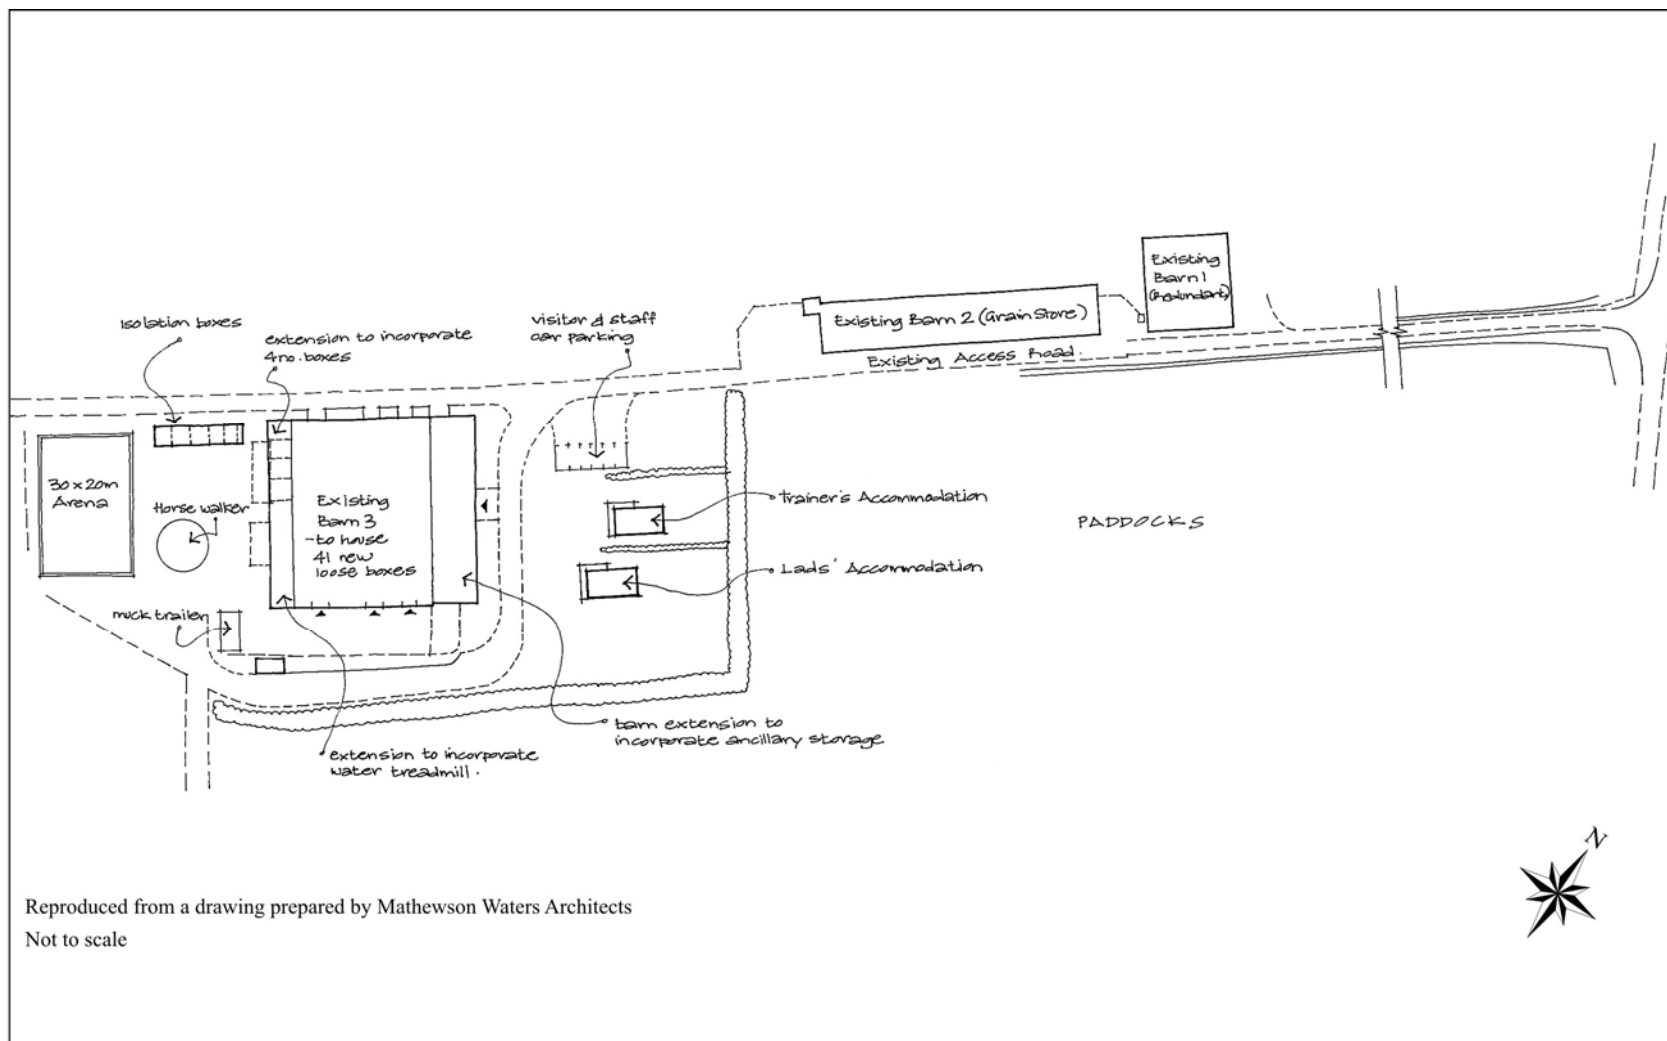 Existing
Barn 1
(Redundant)
Existing Barn 2 (Grain Store)
Existing Access Road.
visitor & staff
car parking
Isolation boxes
extension to incorporate
4no. boxes
30x20m
Arena
Horse walker
Existing
Barn 3
- to house
41 new
loose boxes
Trainer's Accommodation
PADDOCKS
Lads' Accommodation
muck trailer
barn extension to
incorporate ancillary storage
extension to incorporate
water treadmill.
N
Reproduced from a drawing prepared by Mathewson Waters Architects
Not to scale